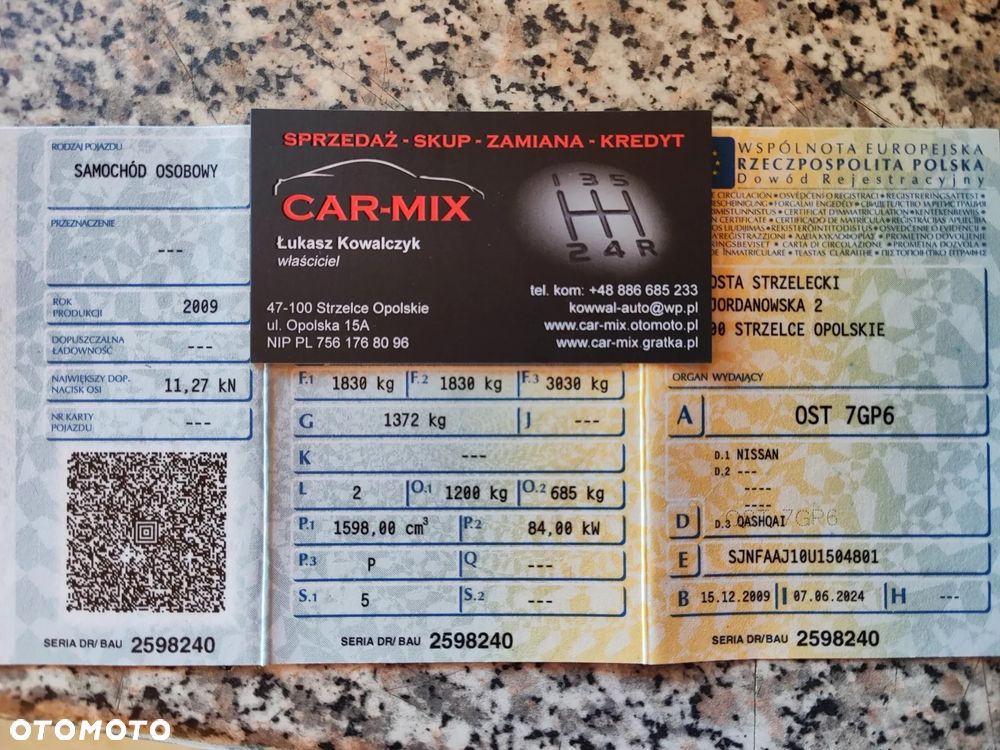 RODZAJ POJAZDU
SAMOCHÓD OSOBOWY
PRZEZNACZENIE
---
ROK PRODUKCJI
2009
DOPUSZCZALNA ŁADOWNOŚĆ
---
NAJWIĘKSZY DOP. NACISK OSI
11,27 kN
NR KARTY POJAZDU
---
SERIA DR/ BAU 2598240
SPRZEDAŻ - SKUP - ZAMIANA - KREDYT
CAR-MIX
1 3 5
2 4 R
Łukasz Kowalczyk
właściciel
47-100 Strzelce Opolskie
ul. Opolska 15A
NIP PL 756 176 80 96
tel. kom: +48 886 685 233
kowwal-auto@wp.pl
www.car-mix.otomoto.pl
www.car-mix.gratka.pl
F.1 1830 kg F.2 1830 kg F.3 3030 kg
G 1372 kg J ---
K ---
L 2 O.1 1200 kg O.2 685 kg
P.1 1598,00 cm³ P.2 84,00 kW
P.3 P Q ---
S.1 5 S.2 ---
SERIA DR/ BAU 2598240
WSPÓLNOTA EUROPEJSKA
RZECZPOSPOLITA POLSKA
Dowód Rejestracyjny
OSTA STRZELECKI
JORDANOWSKA 2
00 STRZELCE OPOLSKIE
ORGAN WYDAJĄCY
A OST 7GP6
D.1 NISSAN
D.2 ---
----
OST 7GP6
D D.3 QASHQAI
E SJNFAAJ10U1504801
B 15.12.2009 I 07.06.2024 H ---
SERIA DR/BAU 2598240
OTOMOTO